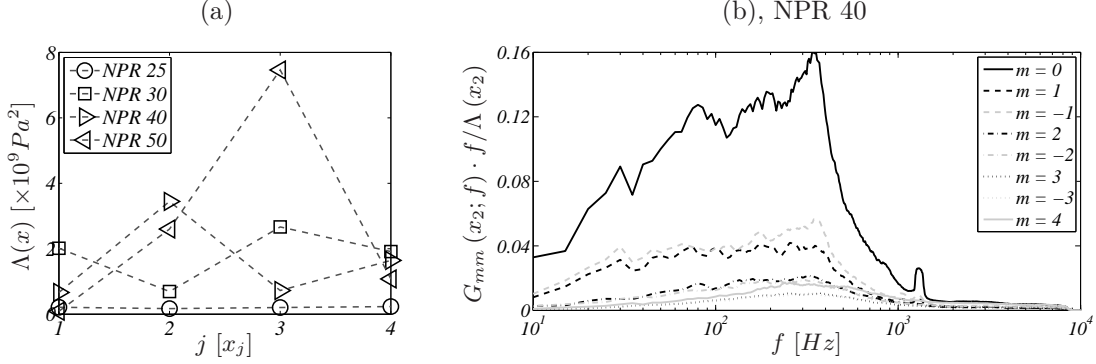 (a)
(b), NPR 40
Λ(x) [×10⁹Pa²]
8
6
4
2
0
1
2
3
4
j [x_j]
NPR 25
NPR 30
NPR 40
NPR 50
G_mm (x₂; f) · f/Λ (x₂)
0.16
0.12
0.08
0.04
0
10¹
10²
10³
10⁴
f [Hz]
m = 0
m = 1
m = −1
m = 2
m = −2
m = 3
m = −3
m = 4